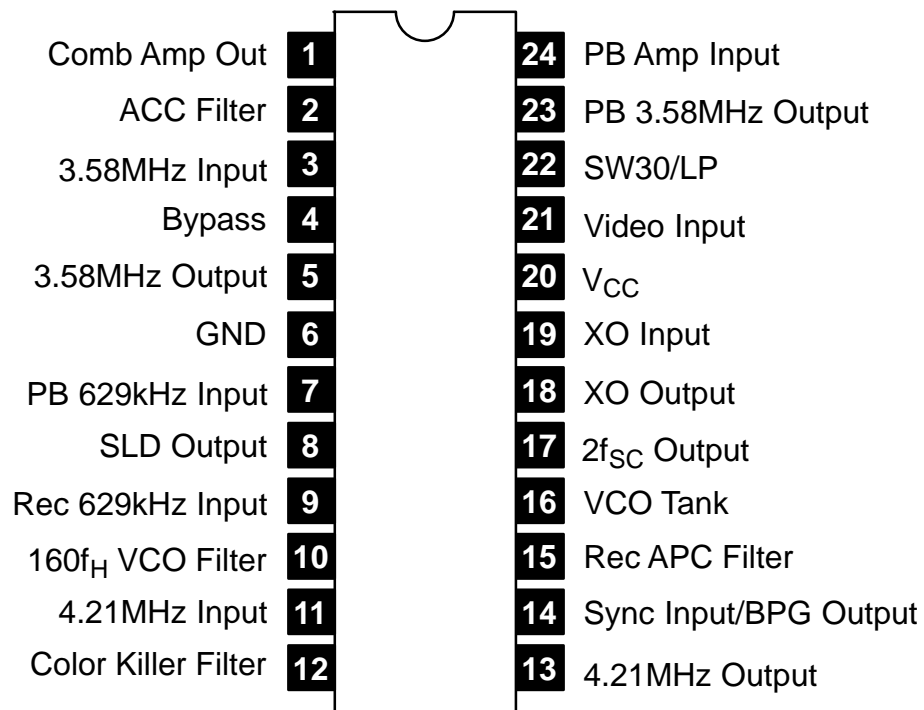 Comb Amp Out 1 24 PB Amp Input
ACC Filter 2 23 PB 3.58MHz Output
3.58MHz Input 3 22 SW30/LP
Bypass 4 21 Video Input
3.58MHz Output 5 20 VCC
GND 6 19 XO Input
PB 629kHz Input 7 18 XO Output
SLD Output 8 17 2fSC Output
Rec 629kHz Input 9 16 VCO Tank
160fH VCO Filter 10 15 Rec APC Filter
4.21MHz Input 11 14 Sync Input/BPG Output
Color Killer Filter 12 13 4.21MHz Output